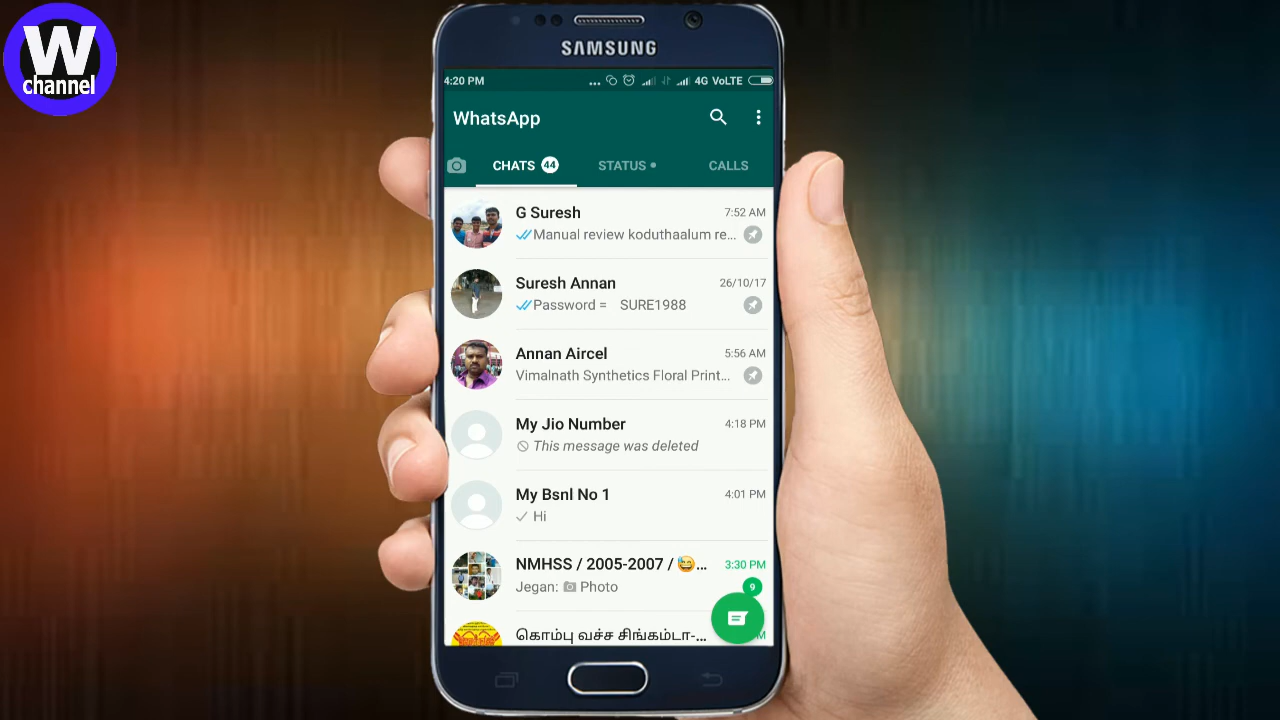 W
channel
SAMSUNG
4:20 PM ... 4G VoLTE
WhatsApp
CHATS 44 STATUS • CALLS
G Suresh 7:52 AM
Manual review koduthaalum re...
Suresh Annan 26/10/17
Password = SURE1988
Annan Aircel 5:56 AM
Vimalnath Synthetics Floral Print...
My Jio Number 4:18 PM
This message was deleted
My Bsnl No 1 4:01 PM
Hi
NMHSS / 2005-2007 / 😅... 3:30 PM
Jegan: Photo 9
கொம்பு வச்ச சிங்கம்டா-... M